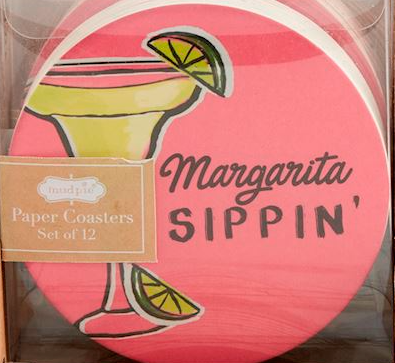 Margarita
SIPPIN'
mudpie
Paper Coasters
Set of 12